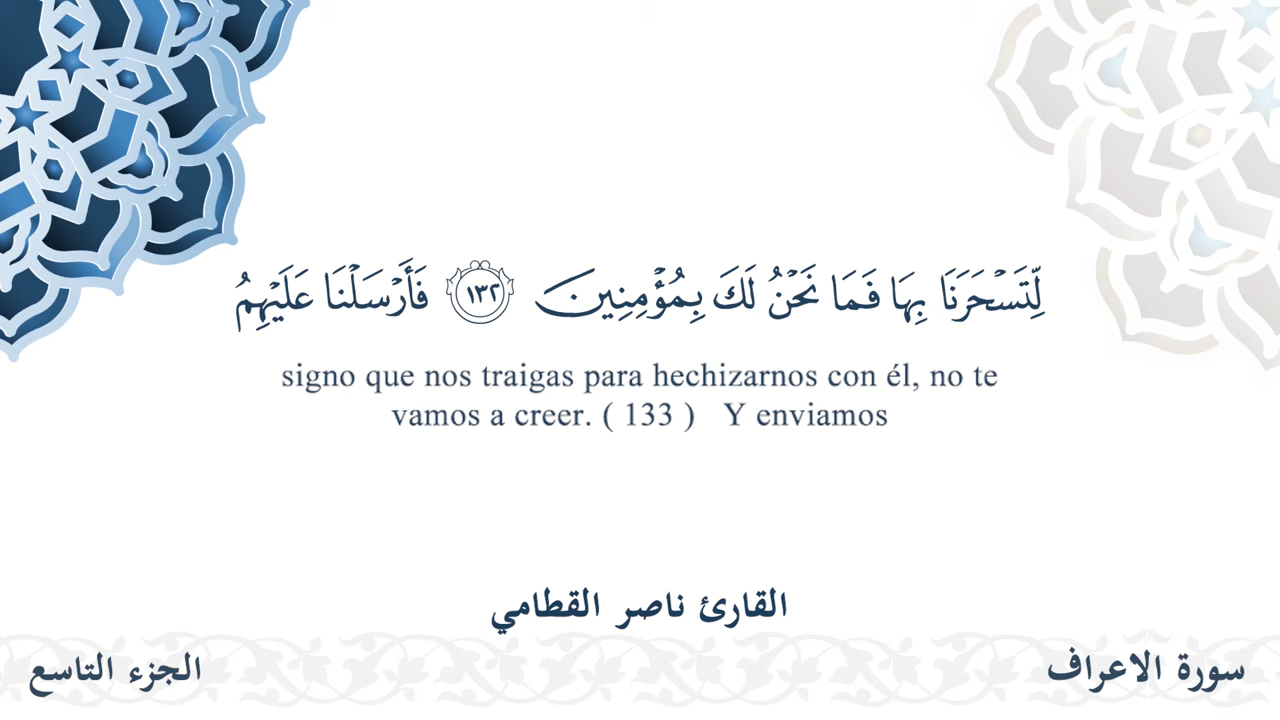 لِّتَسْحَرَنَا بِهَا فَمَا نَحْنُ لَكَ بِمُؤْمِنِينَ ١٣٢ فَأَرْسَلْنَا عَلَيْهِمُ
signo que nos traigas para hechizarnos con él, no te
vamos a creer. ( 133 ) Y enviamos
القارئ ناصر القطامي
سورة الاعراف
الجزء التاسع